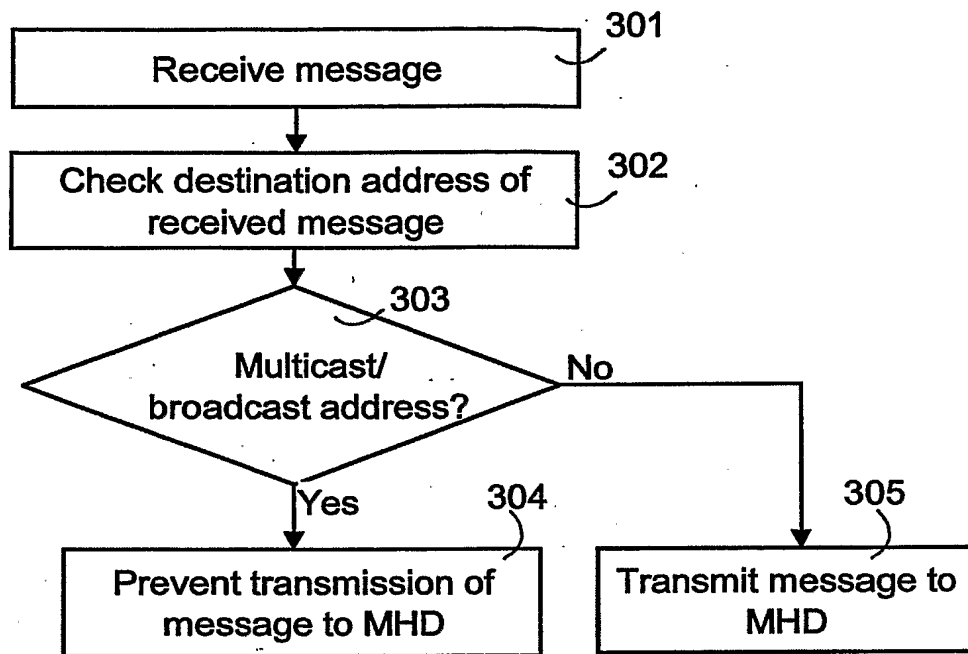 301
Receive message
302
Check destination address of
received message
303
Multicast/
broadcast address?
No
Yes
304
305
Prevent transmission of
message to MHD
Transmit message to
MHD